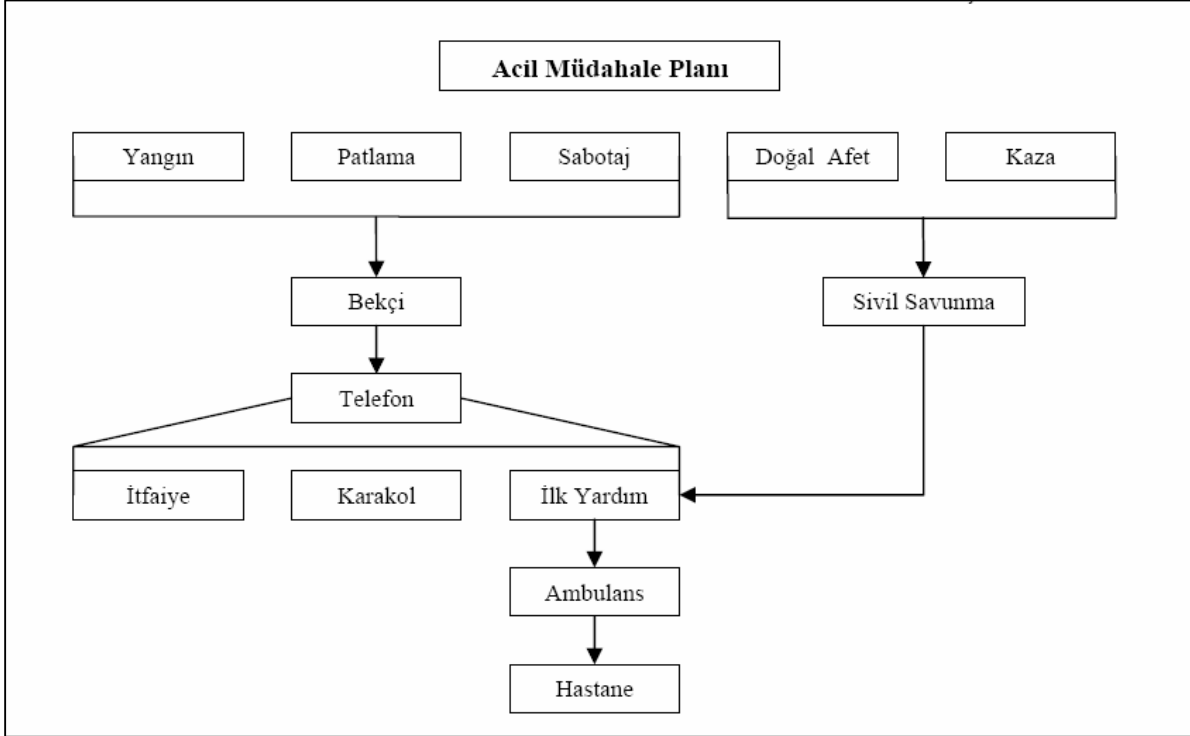 Acil Müdahale Planı
Yangın
Patlama
Sabotaj
Doğal Afet
Kaza
Bekçi
Sivil Savunma
Telefon
İtfaiye
Karakol
İlk Yardım
Ambulans
Hastane